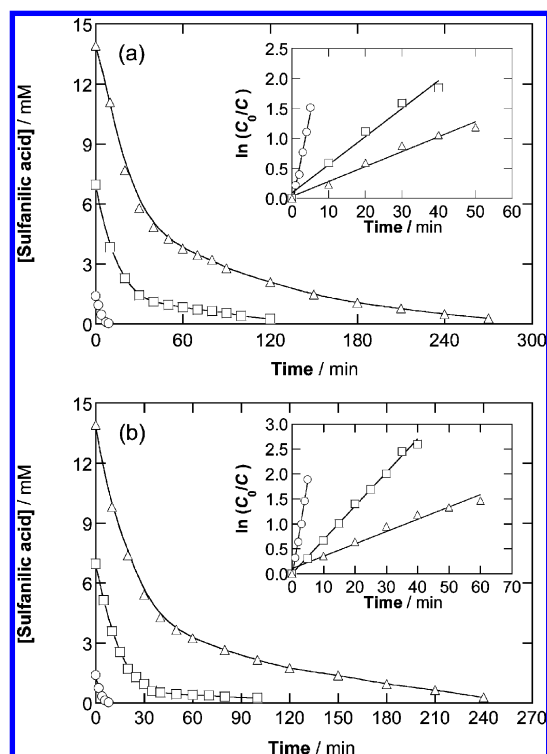 (a)
[Sulfanilic acid] / mM
15
12
9
6
3
0
0 60 120 180 240 300
Time / min
ln (C0/C)
2.5
2.0
1.5
1.0
0.5
0.0
0 10 20 30 40 50 60
Time / min
(b)
[Sulfanilic acid] / mM
15
12
9
6
3
0
0 30 60 90 120 150 180 210 240 270
Time / min
ln (C0/C)
3.0
2.5
2.0
1.5
1.0
0.5
0.0
0 10 20 30 40 50 60 70
Time / min